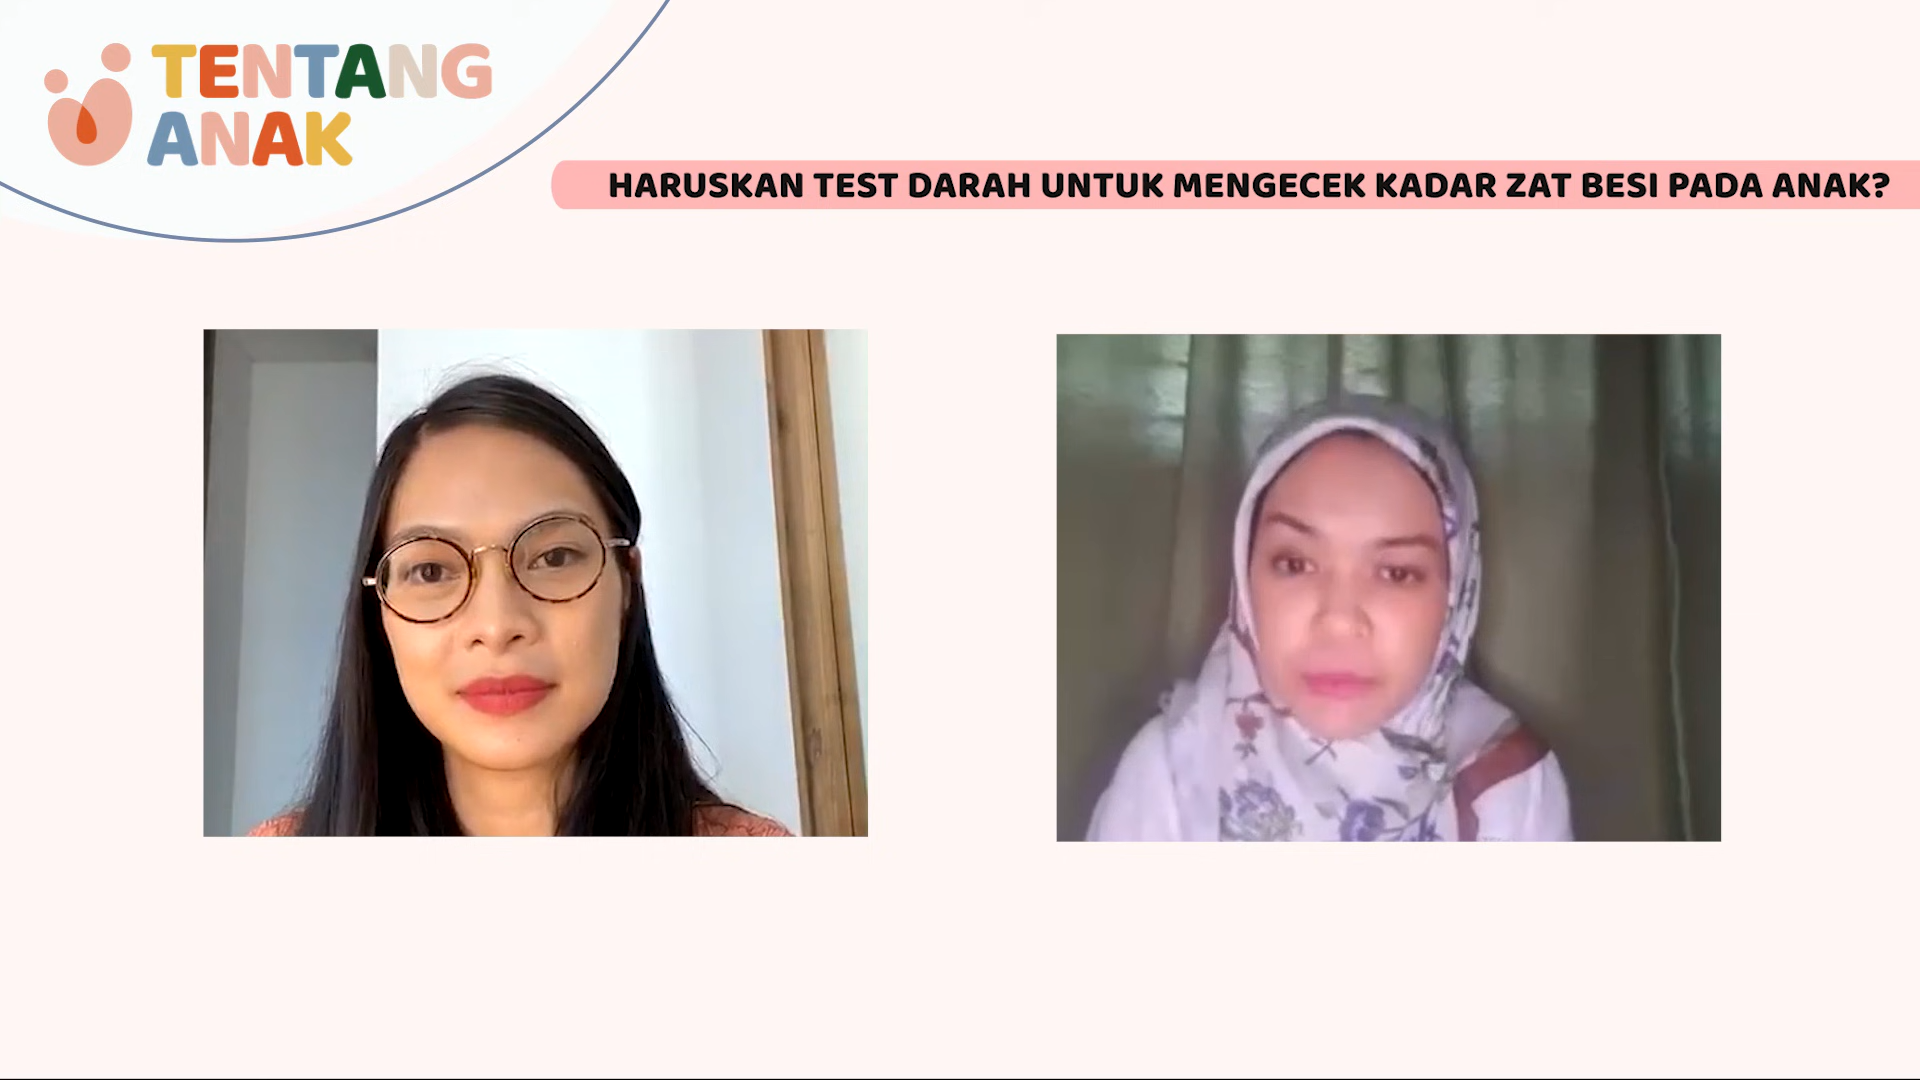 TENTANG
ANAK
HARUSKAN TEST DARAH UNTUK MENGECEK KADAR ZAT BESI PADA ANAK?